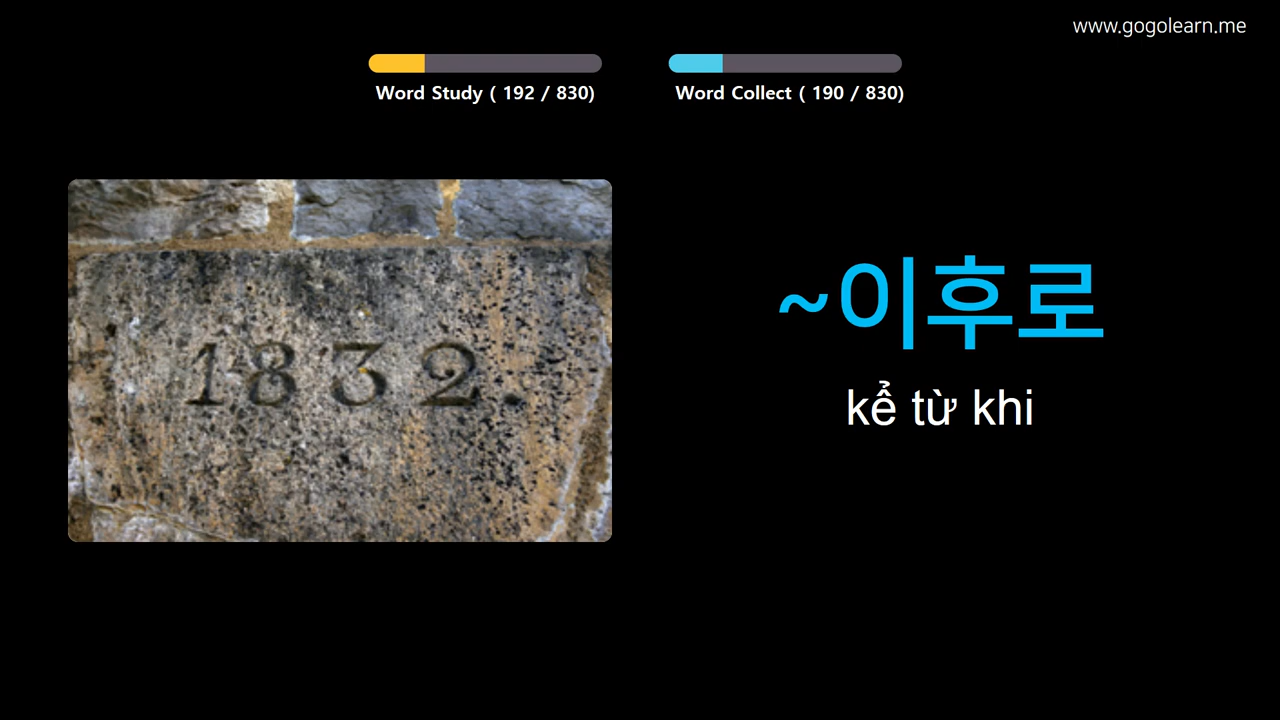 www.gogolearn.me
Word Study ( 192 / 830)
Word Collect ( 190 / 830)
1832.
~이후로
kể từ khi